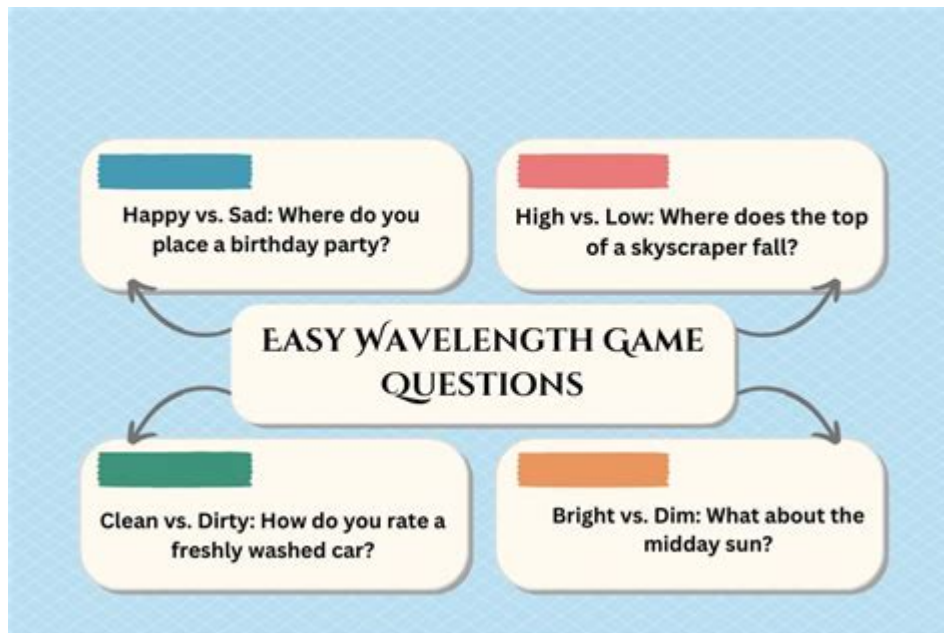 Happy vs. Sad: Where do you
place a birthday party?
High vs. Low: Where does the top
of a skyscraper fall?
EASY WAVELENGTH GAME
QUESTIONS
Clean vs. Dirty: How do you rate a
freshly washed car?
Bright vs. Dim: What about the
midday sun?